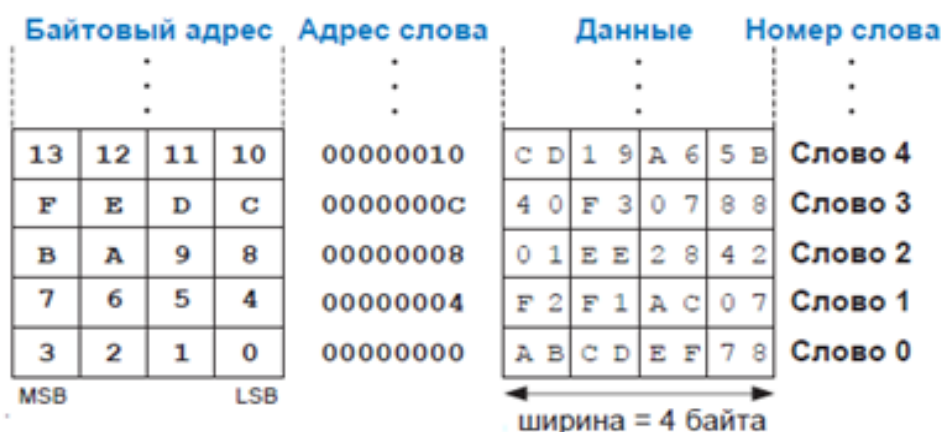 Байтовый адрес Адрес слова Данные Номер слова
13 12 11 10 00000010 C D 1 9 A 6 5 B Слово 4
F E D C 0000000C 4 0 F 3 0 7 8 8 Слово 3
B A 9 8 00000008 0 1 E E 2 8 4 2 Слово 2
7 6 5 4 00000004 F 2 F 1 A C 0 7 Слово 1
3 2 1 0 00000000 A B C D E F 7 8 Слово 0
MSB LSB
ширина = 4 байта